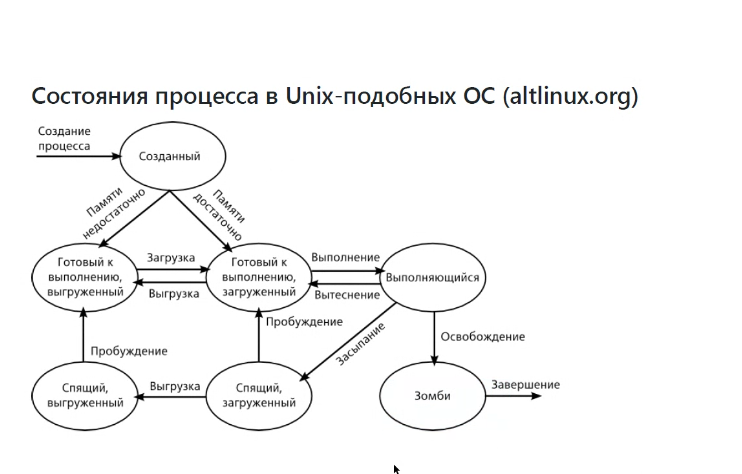 Состояния процесса в Unix-подобных ОС (altlinux.org)
Создание
процесса
Созданный
Памяти
недостаточно
Памяти
достаточно
Готовый к
выполнению,
выгруженный
Загрузка
Выгрузка
Готовый к
выполнению,
загруженный
Выполнение
Вытеснение
Выполняющийся
Пробуждение
Пробуждение
Засыпание
Освобождение
Спящий,
выгруженный
Выгрузка
Спящий,
загруженный
Зомби
Завершение